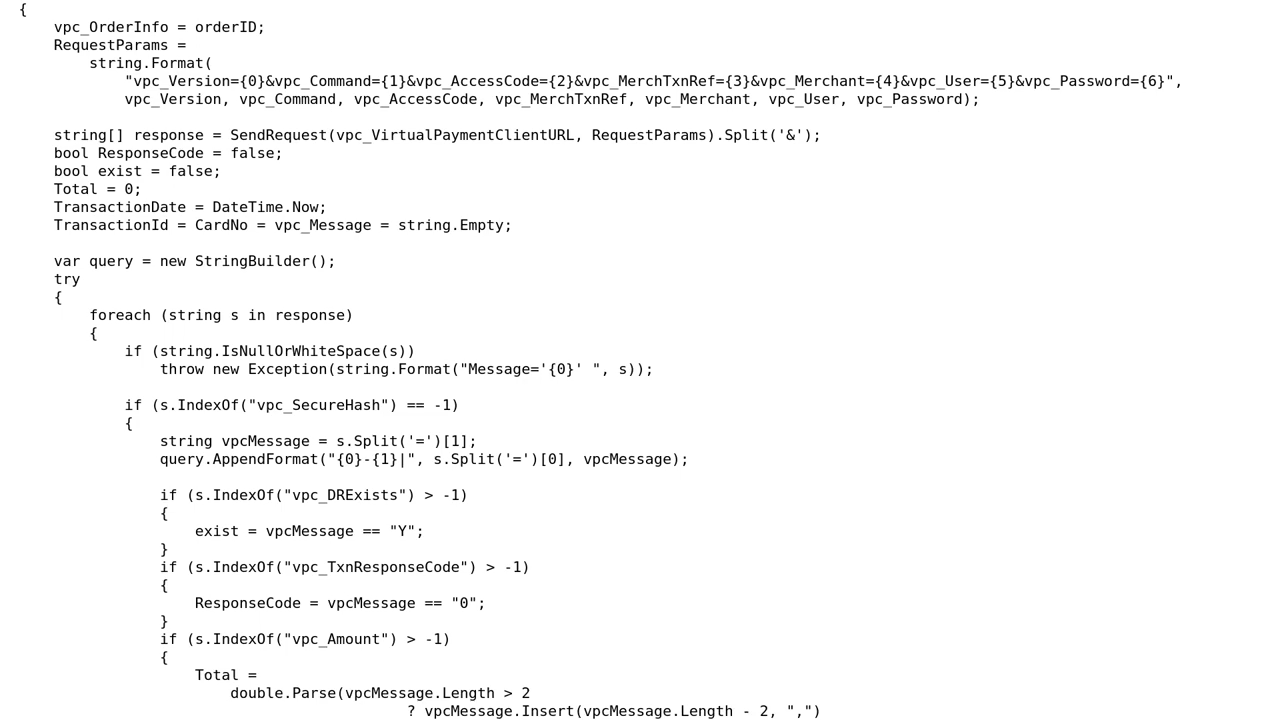 {
    vpc_OrderInfo = orderID;
    RequestParams =
        string.Format(
            "vpc_Version={0}&vpc_Command={1}&vpc_AccessCode={2}&vpc_MerchTxnRef={3}&vpc_Merchant={4}&vpc_User={5}&vpc_Password={6}",
            vpc_Version, vpc_Command, vpc_AccessCode, vpc_MerchTxnRef, vpc_Merchant, vpc_User, vpc_Password);

    string[] response = SendRequest(vpc_VirtualPaymentClientURL, RequestParams).Split('&');
    bool ResponseCode = false;
    bool exist = false;
    Total = 0;
    TransactionDate = DateTime.Now;
    TransactionId = CardNo = vpc_Message = string.Empty;

    var query = new StringBuilder();
    try
    {
        foreach (string s in response)
        {
            if (string.IsNullOrWhiteSpace(s))
                throw new Exception(string.Format("Message='{0}' ", s));

            if (s.IndexOf("vpc_SecureHash") == -1)
            {
                string vpcMessage = s.Split('=')[1];
                query.AppendFormat("{0}-{1}|", s.Split('=')[0], vpcMessage);

                if (s.IndexOf("vpc_DRExists") > -1)
                {
                    exist = vpcMessage == "Y";
                }
                if (s.IndexOf("vpc_TxnResponseCode") > -1)
                {
                    ResponseCode = vpcMessage == "0";
                }
                if (s.IndexOf("vpc_Amount") > -1)
                {
                    Total =
                        double.Parse(vpcMessage.Length > 2
                                            ? vpcMessage.Insert(vpcMessage.Length - 2, ",")